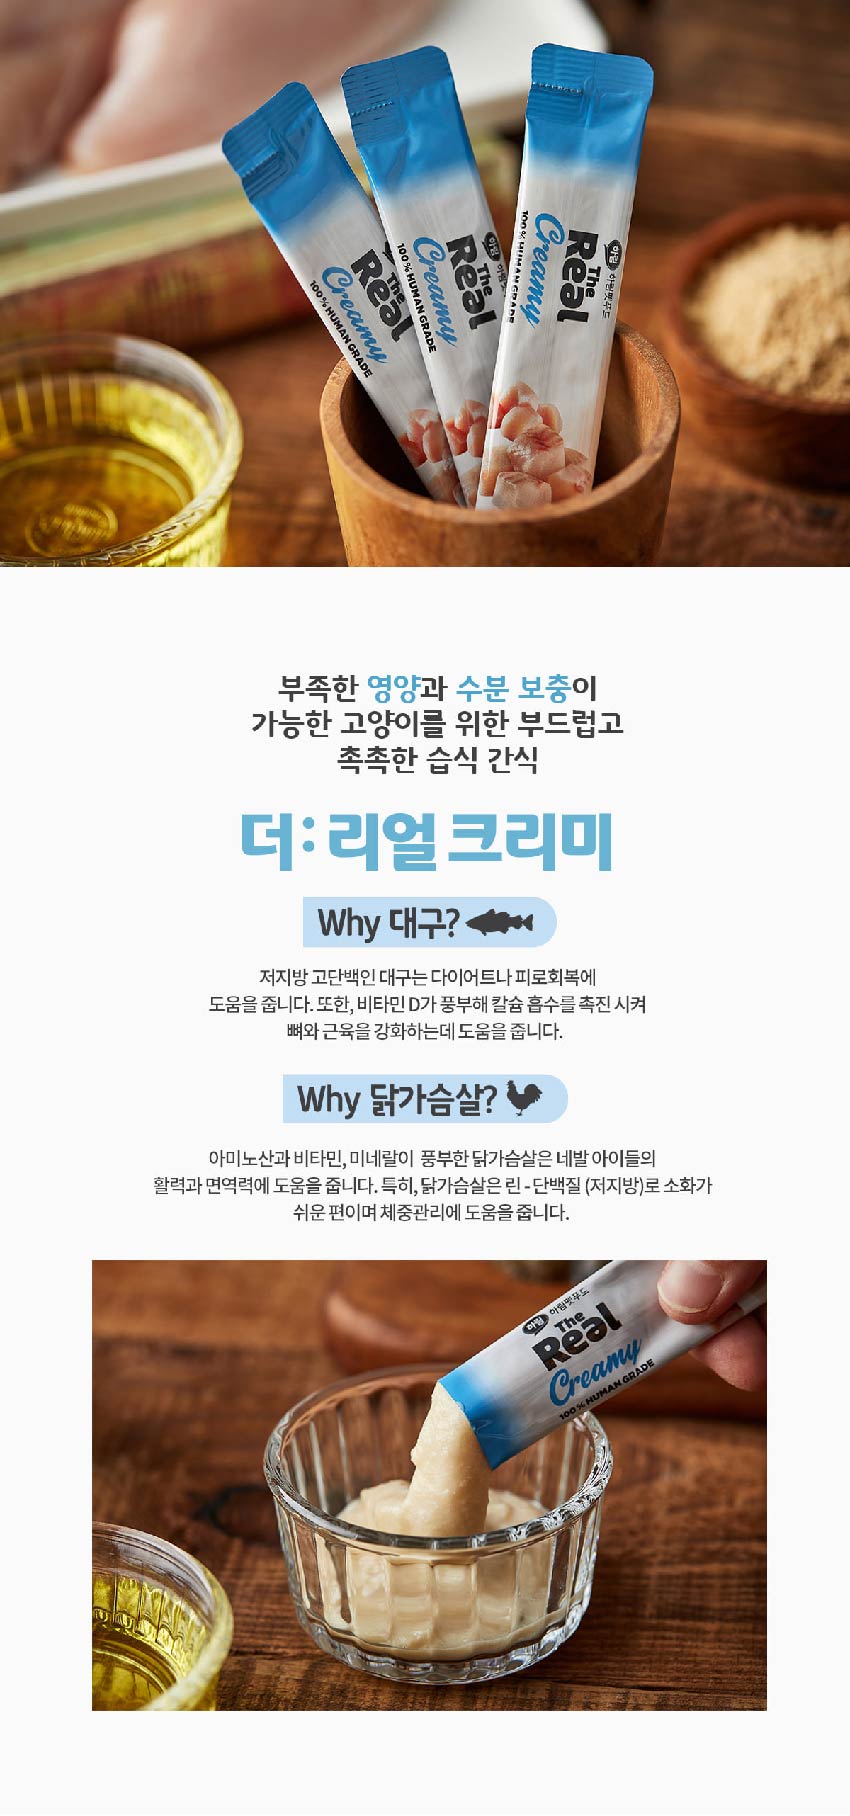 하림
하림펫푸드
The
Real
Creamy
100% HUMAN GRADE
하림
하림
The
Real
Creamy
100% HUMAN GRADE
The
Real
Creamy
100% HUMAN GRADE
부족한 영양과 수분 보충이
가능한 고양이를 위한 부드럽고
촉촉한 습식 간식
더:리얼 크리미
Why 대구?
저지방 고단백인 대구는 다이어트나 피로회복에
도움을 줍니다. 또한, 비타민 D가 풍부해 칼슘 흡수를 촉진 시켜
뼈와 근육을 강화하는데 도움을 줍니다.
Why 닭가슴살?
아미노산과 비타민, 미네랄이 풍부한 닭가슴살은 네발 아이들의
활력과 면역력에 도움을 줍니다. 특히, 닭가슴살은 린 - 단백질 (저지방)로 소화가
쉬운 편이며 체중관리에 도움을 줍니다.
하림
하림펫푸드
The
Real
Creamy
100% HUMAN GRADE